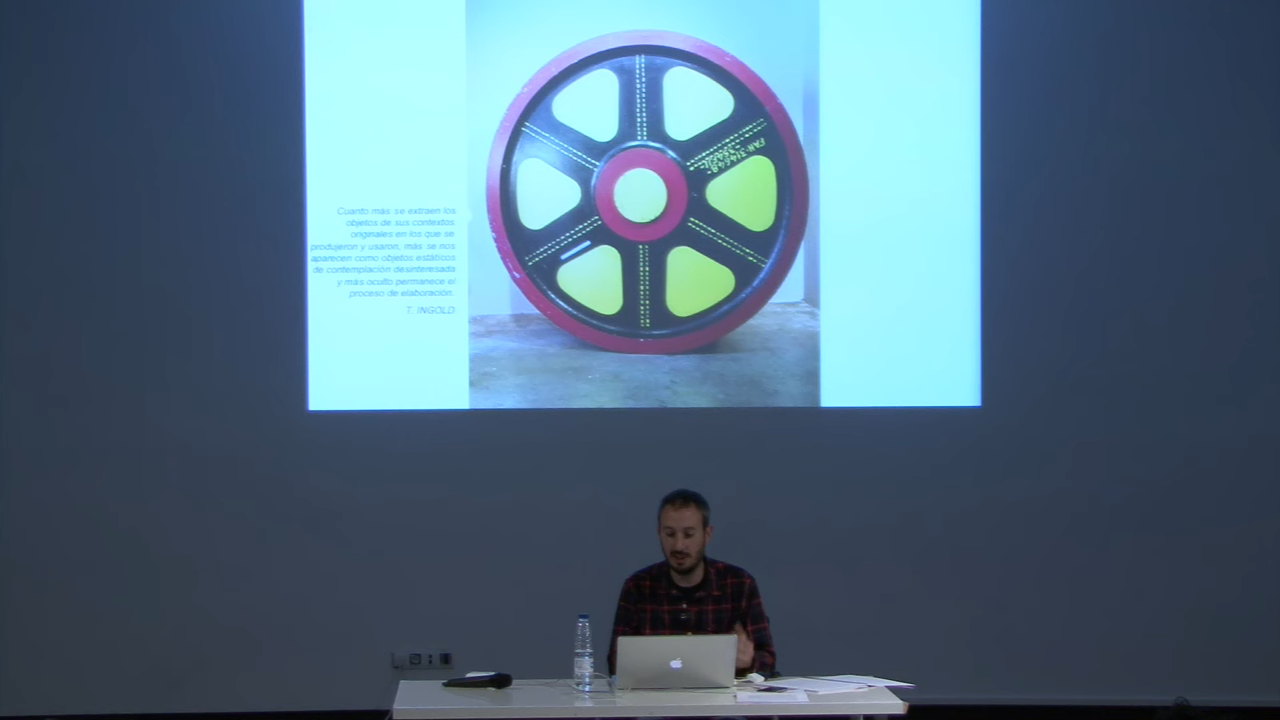 Cuanto más se extraen los
objetos de sus contextos
originales en los que se
produjeron y usaron, más se nos
aparecen como objetos estáticos
de contemplación desinteresada
y más oculto permanece el
proceso de elaboración.
T. INGOLD